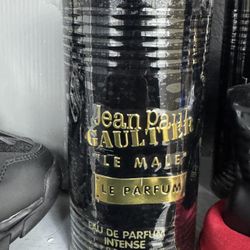 Jean Paul
GAULTIER
"LE MALE"
LE PARFUM
EAU DE PARFUM
INTENSE